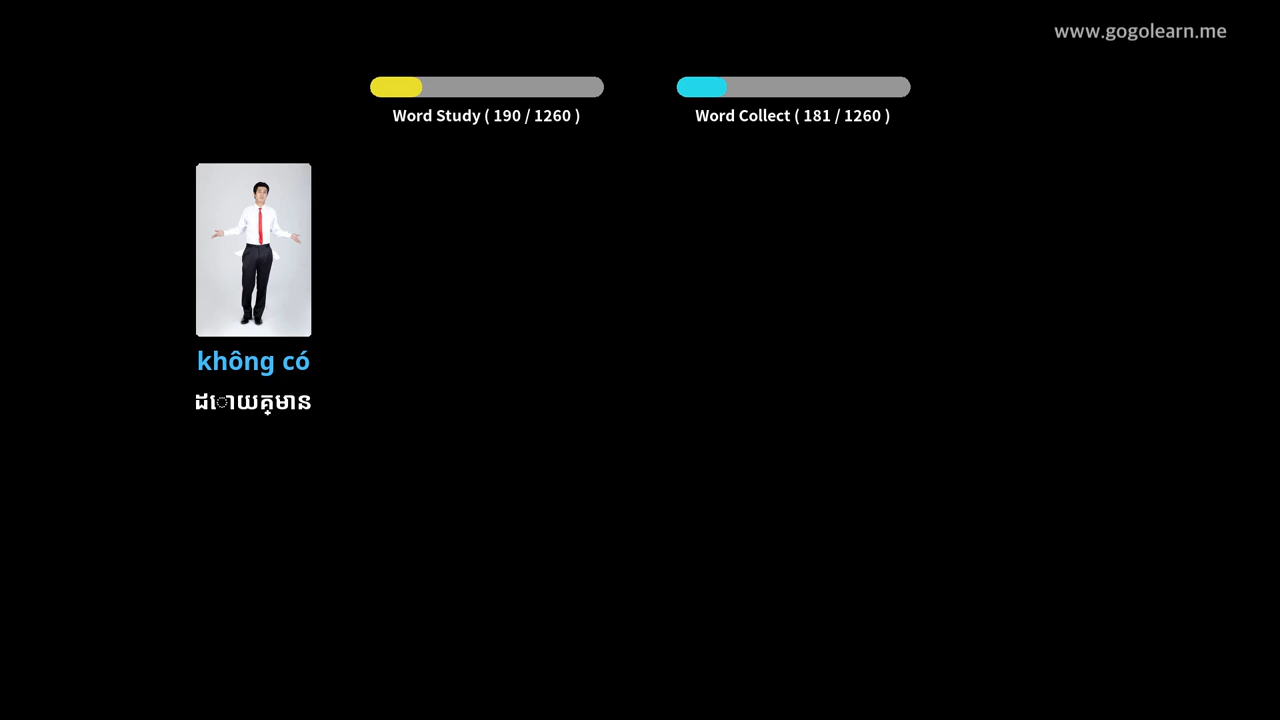 www.gogolearn.me
Word Study ( 190 / 1260 )
Word Collect ( 181 / 1260 )
không có
ដោយគ្មាន